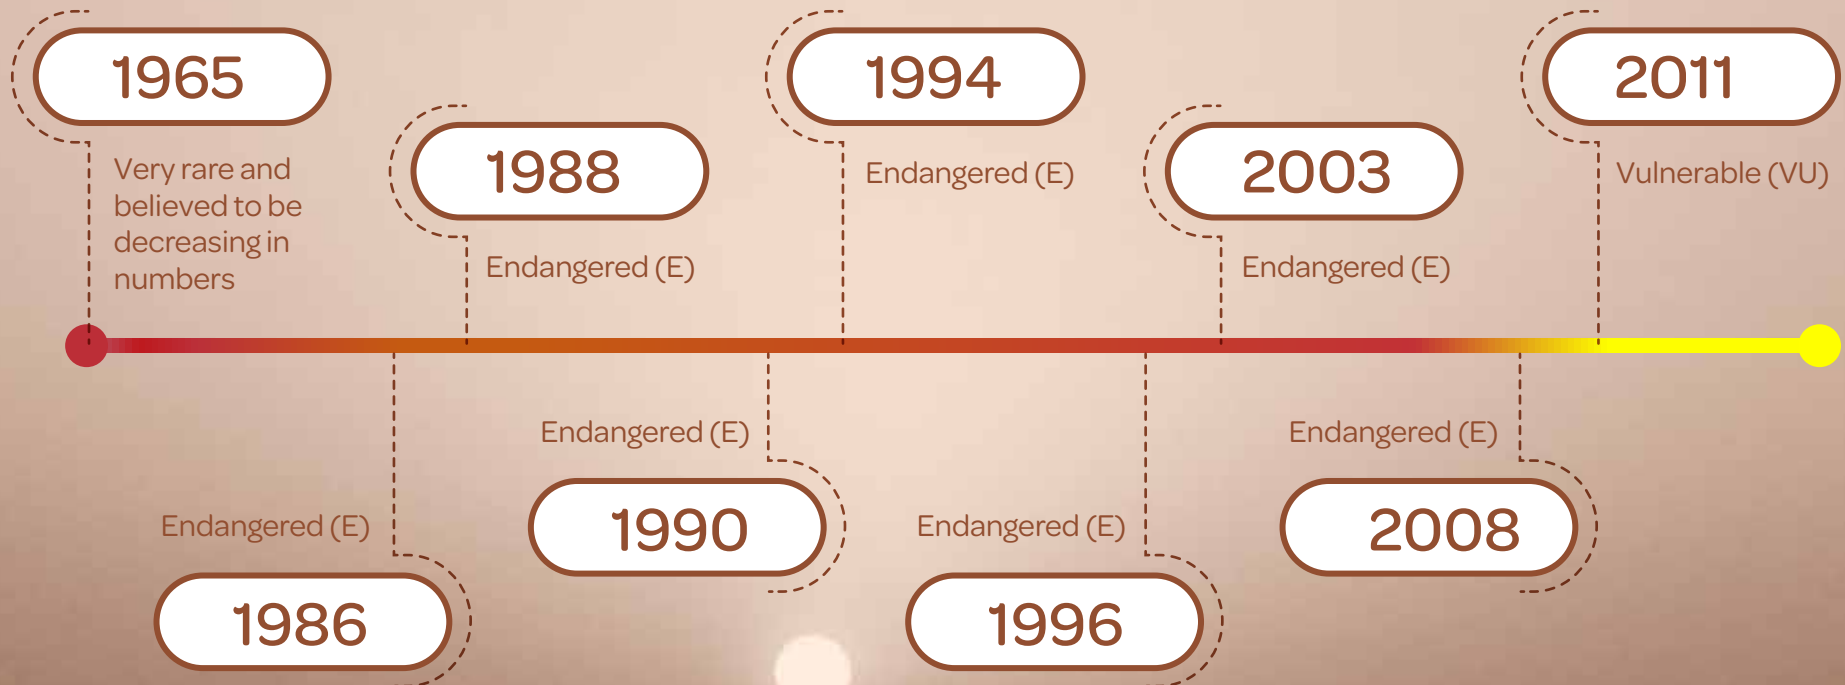 1965
Very rare and
believed to be
decreasing in
numbers
1986
Endangered (E)
1988
Endangered (E)
1990
Endangered (E)
1994
Endangered (E)
1996
Endangered (E)
2003
Endangered (E)
2008
Endangered (E)
2011
Vulnerable (VU)